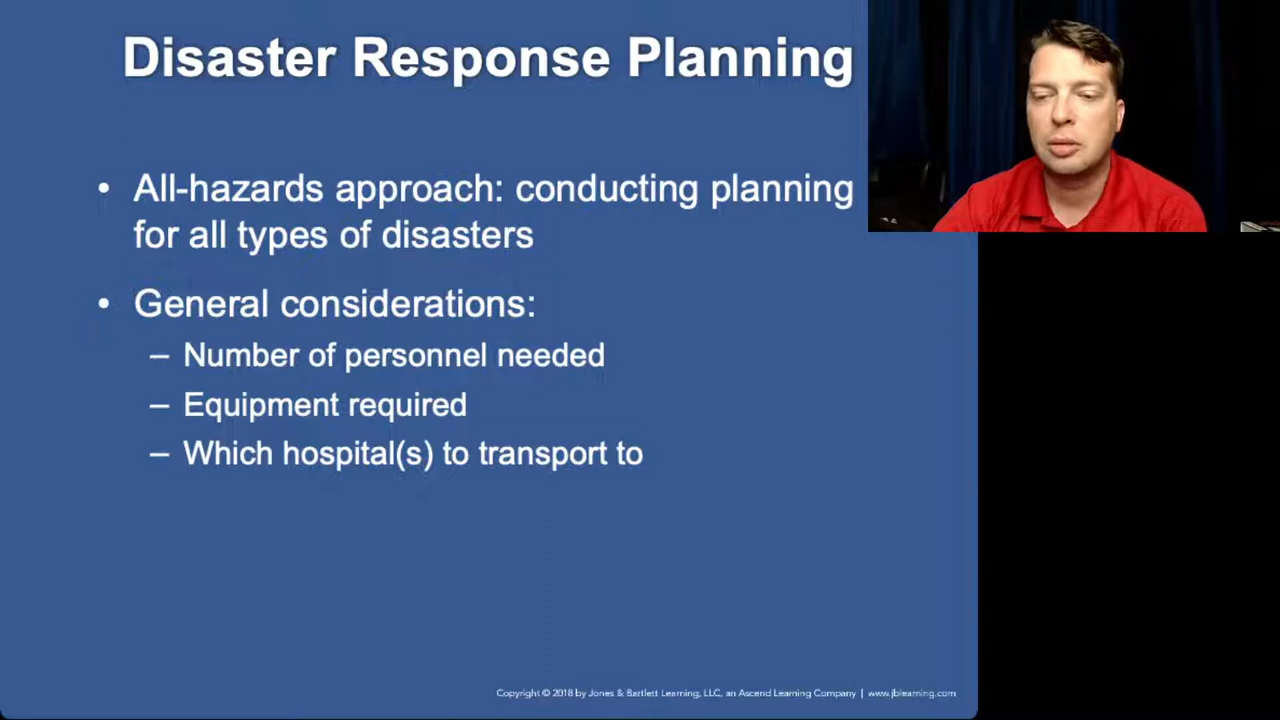 Disaster Response Planning
• All-hazards approach: conducting planning
for all types of disasters
• General considerations:
– Number of personnel needed
– Equipment required
– Which hospital(s) to transport to
Copyright © 2018 by Jones & Bartlett Learning, LLC, an Ascend Learning Company | www.jblearning.com